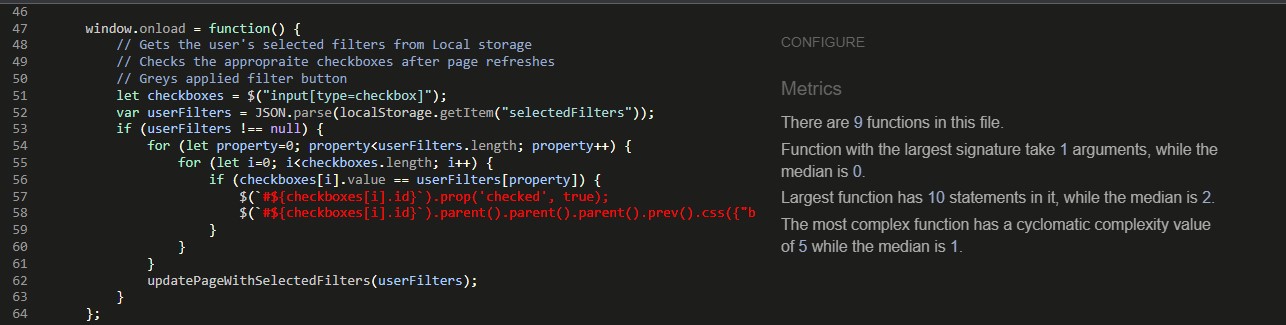 46
47 window.onload = function() {
48 // Gets the user's selected filters from Local storage
49 // Checks the appropraite checkboxes after page refreshes
50 // Greys applied filter button
51 let checkboxes = $("input[type=checkbox]");
52 var userFilters = JSON.parse(localStorage.getItem("selectedFilters"));
53 if (userFilters !== null) {
54 for (let property=0; property<userFilters.length; property++) {
55 for (let i=0; i<checkboxes.length; i++) {
56 if (checkboxes[i].value == userFilters[property]) {
57 $(`#${checkboxes[i].id}`).prop('checked', true);
58 $(`#${checkboxes[i].id}`).parent().parent().parent().prev().css({"b
59 }
60 }
61 }
62 updatePageWithSelectedFilters(userFilters);
63 }
64 };
CONFIGURE
Metrics
There are 9 functions in this file.
Function with the largest signature take 1 arguments, while the
median is 0.
Largest function has 10 statements in it, while the median is 2.
The most complex function has a cyclomatic complexity value
of 5 while the median is 1.